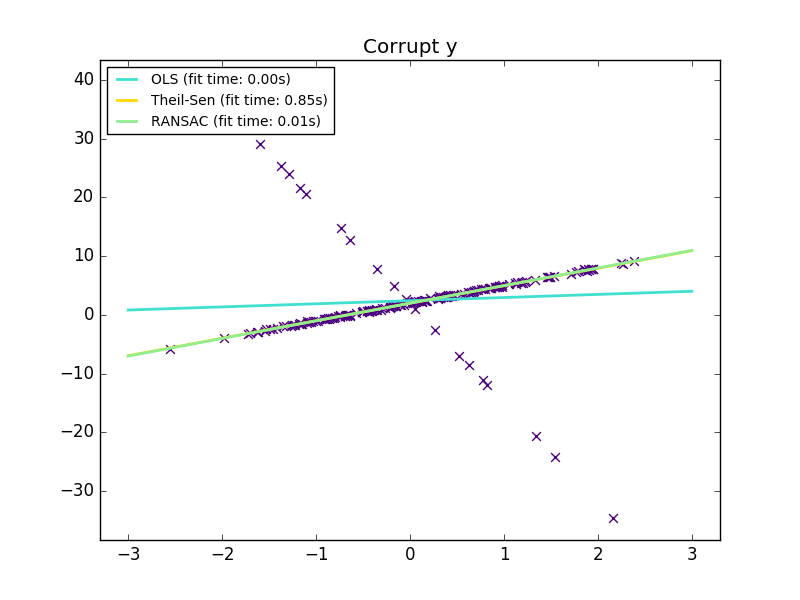 Corrupt y
OLS (fit time: 0.00s)
Theil-Sen (fit time: 0.85s)
RANSAC (fit time: 0.01s)
40
30
20
10
0
−10
−20
−30
−3 −2 −1 0 1 2 3